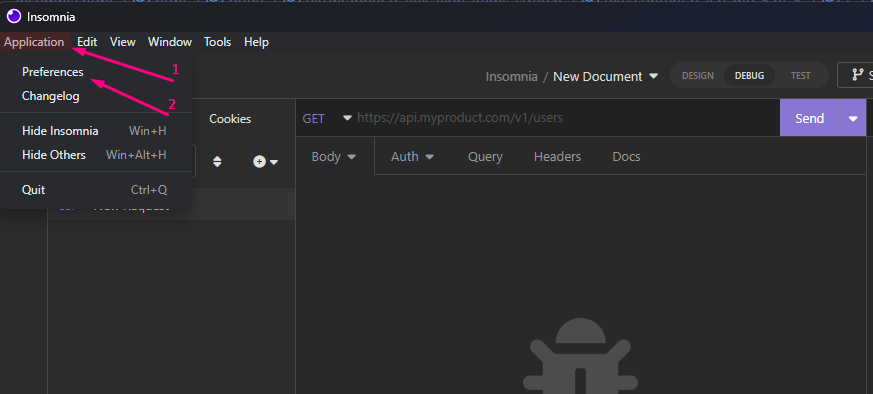 Insomnia
Application Edit View Window Tools Help
1
Preferences
2
Changelog
Hide Insomnia Win+H
Hide Others Win+Alt+H
Quit Ctrl+Q
Insomnia / New Document DESIGN DEBUG TEST
Cookies
GET https://api.myproduct.com/v1/users Send
Body Auth Query Headers Docs
New Request